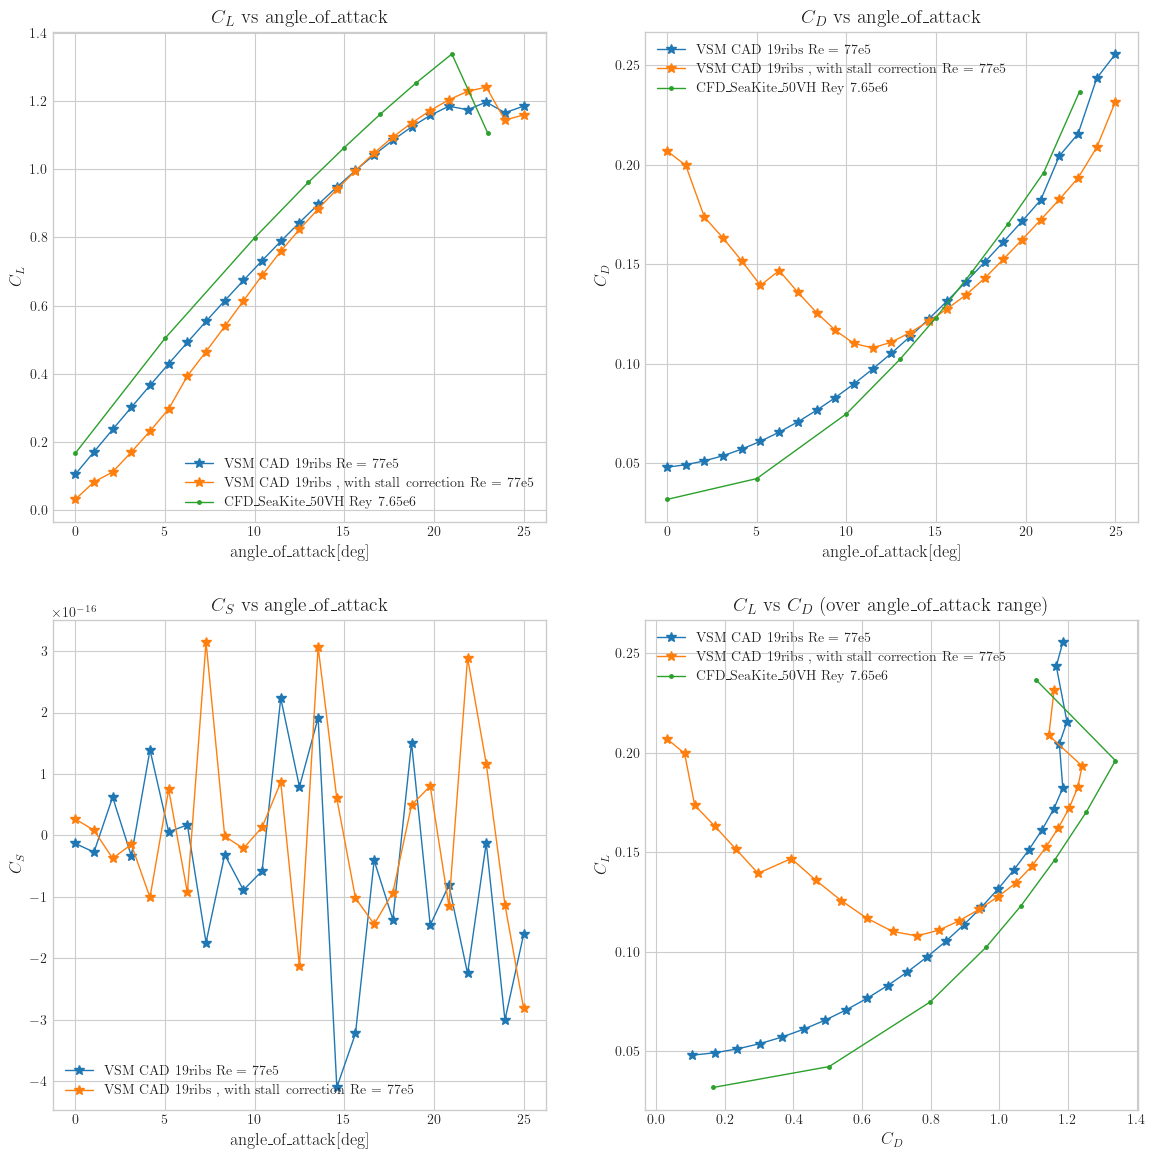 C_L vs angle_of_attack
1.4
1.2
1.0
0.8
0.6
0.4
0.2
0.0
C_L
VSM CAD 19ribs Re = 77e5
VSM CAD 19ribs , with stall correction Re = 77e5
CFD_SeaKite_50VH Rey 7.65e6
0 5 10 15 20 25
angle_of_attack[deg]
C_D vs angle_of_attack
VSM CAD 19ribs Re = 77e5
VSM CAD 19ribs , with stall correction Re = 77e5
CFD_SeaKite_50VH Rey 7.65e6
0.25
0.20
0.15
0.10
0.05
C_D
0 5 10 15 20 25
angle_of_attack[deg]
C_S vs angle_of_attack
×10⁻¹⁶
3
2
1
0
−1
−2
−3
−4
C_S
VSM CAD 19ribs Re = 77e5
VSM CAD 19ribs , with stall correction Re = 77e5
0 5 10 15 20 25
angle_of_attack[deg]
C_L vs C_D (over angle_of_attack range)
VSM CAD 19ribs Re = 77e5
VSM CAD 19ribs , with stall correction Re = 77e5
CFD_SeaKite_50VH Rey 7.65e6
0.25
0.20
0.15
0.10
0.05
C_L
0.0 0.2 0.4 0.6 0.8 1.0 1.2 1.4
C_D